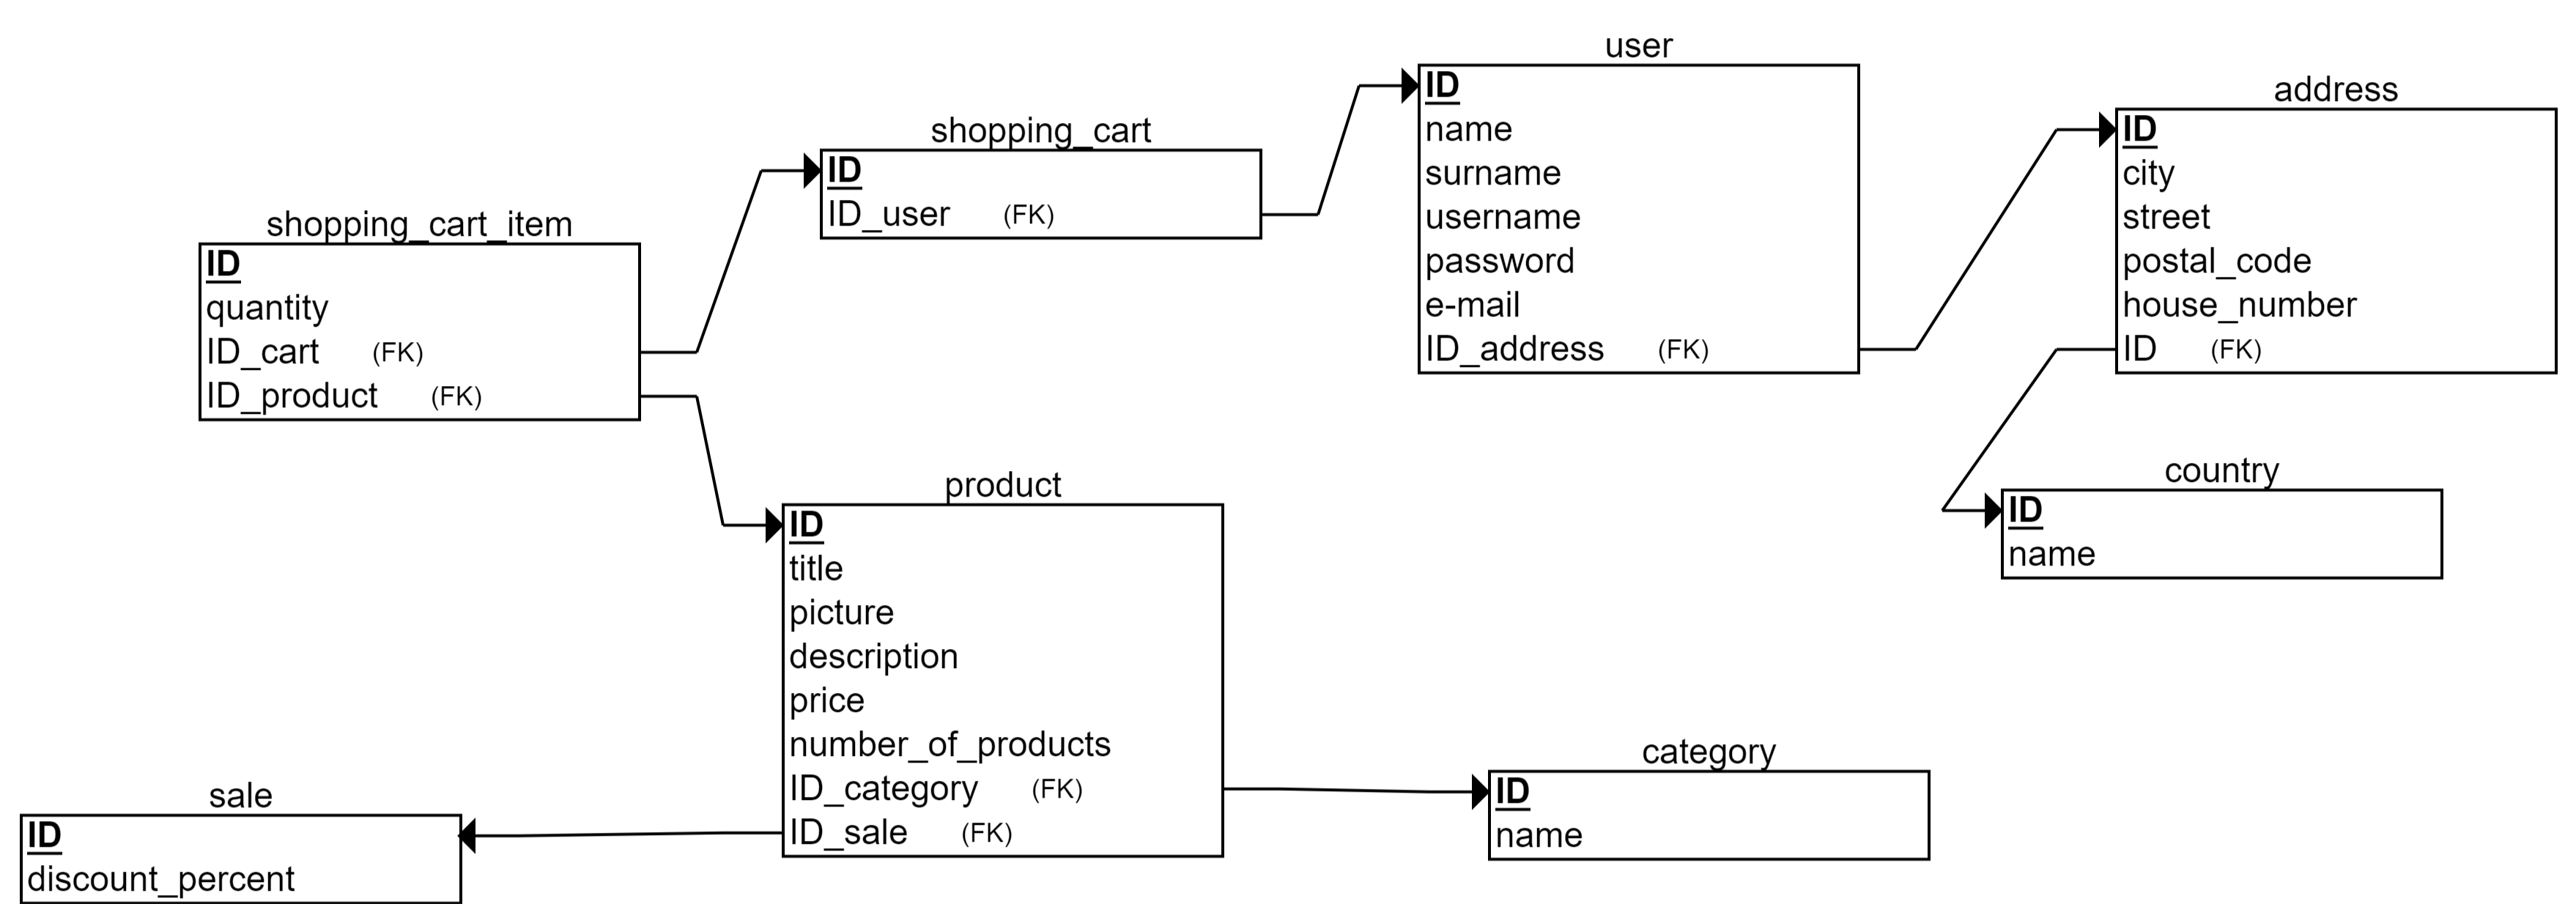 user
ID
name
surname
username
password
e-mail
ID_address (FK)
address
ID
city
street
postal_code
house_number
ID (FK)
shopping_cart
ID
ID_user (FK)
shopping_cart_item
ID
quantity
ID_cart (FK)
ID_product (FK)
country
ID
name
product
ID
title
picture
description
price
number_of_products
ID_category (FK)
ID_sale (FK)
category
ID
name
sale
ID
discount_percent